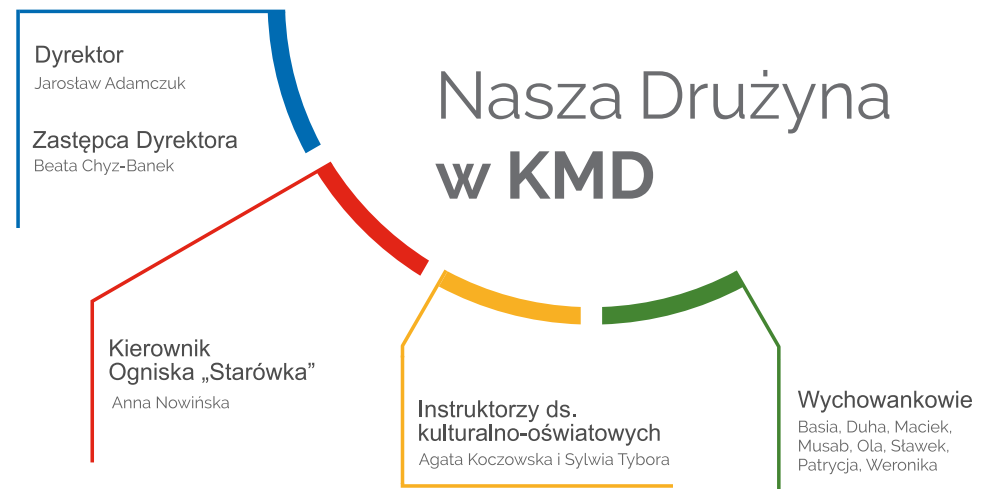 Nasza Drużyna
w KMD
Dyrektor
Jarosław Adamczuk
Zastępca Dyrektora
Beata Chyz-Banek
Kierownik
Ogniska „Starówka”
Anna Nowińska
Instruktorzy ds.
kulturalno-oświatowych
Agata Koczowska i Sylwia Tybora
Wychowankowie
Basia, Duha, Maciek,
Musab, Ola, Sławek,
Patrycja, Weronika